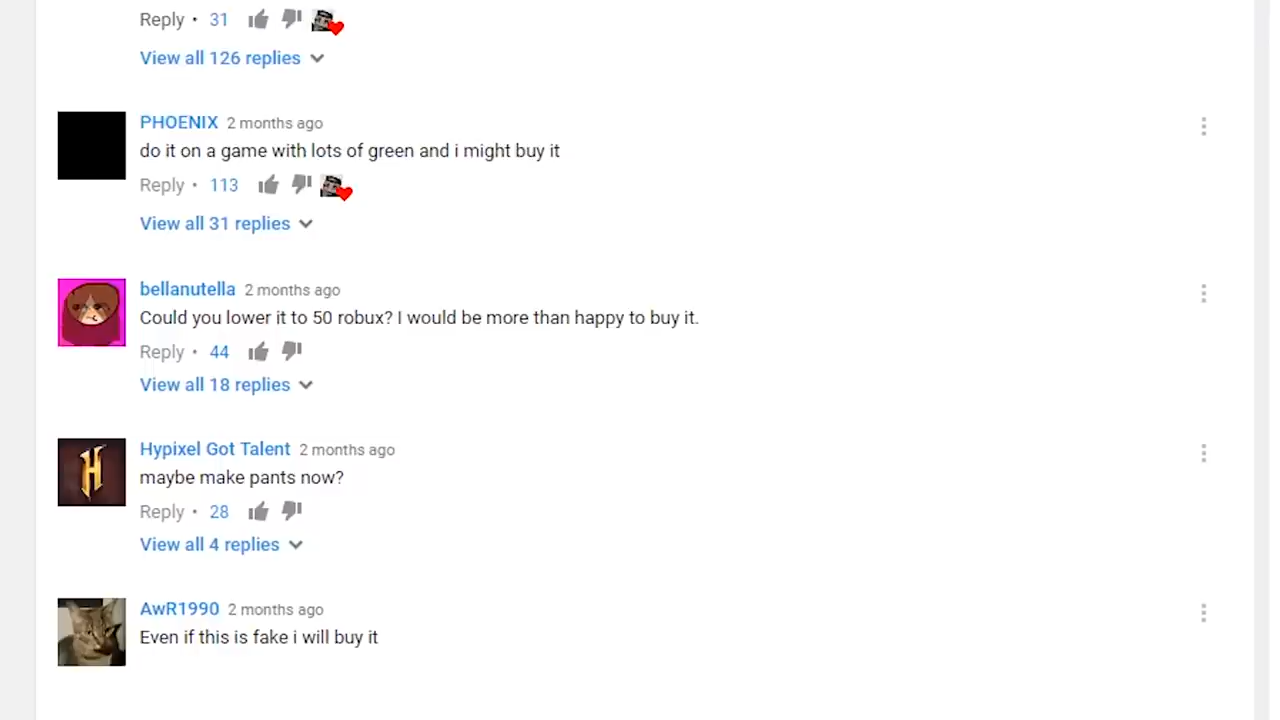 Reply • 31
View all 126 replies
PHOENIX 2 months ago
do it on a game with lots of green and i might buy it
Reply • 113
View all 31 replies
bellanutella 2 months ago
Could you lower it to 50 robux? I would be more than happy to buy it.
Reply • 44
View all 18 replies
Hypixel Got Talent 2 months ago
maybe make pants now?
Reply • 28
View all 4 replies
AwR1990 2 months ago
Even if this is fake i will buy it